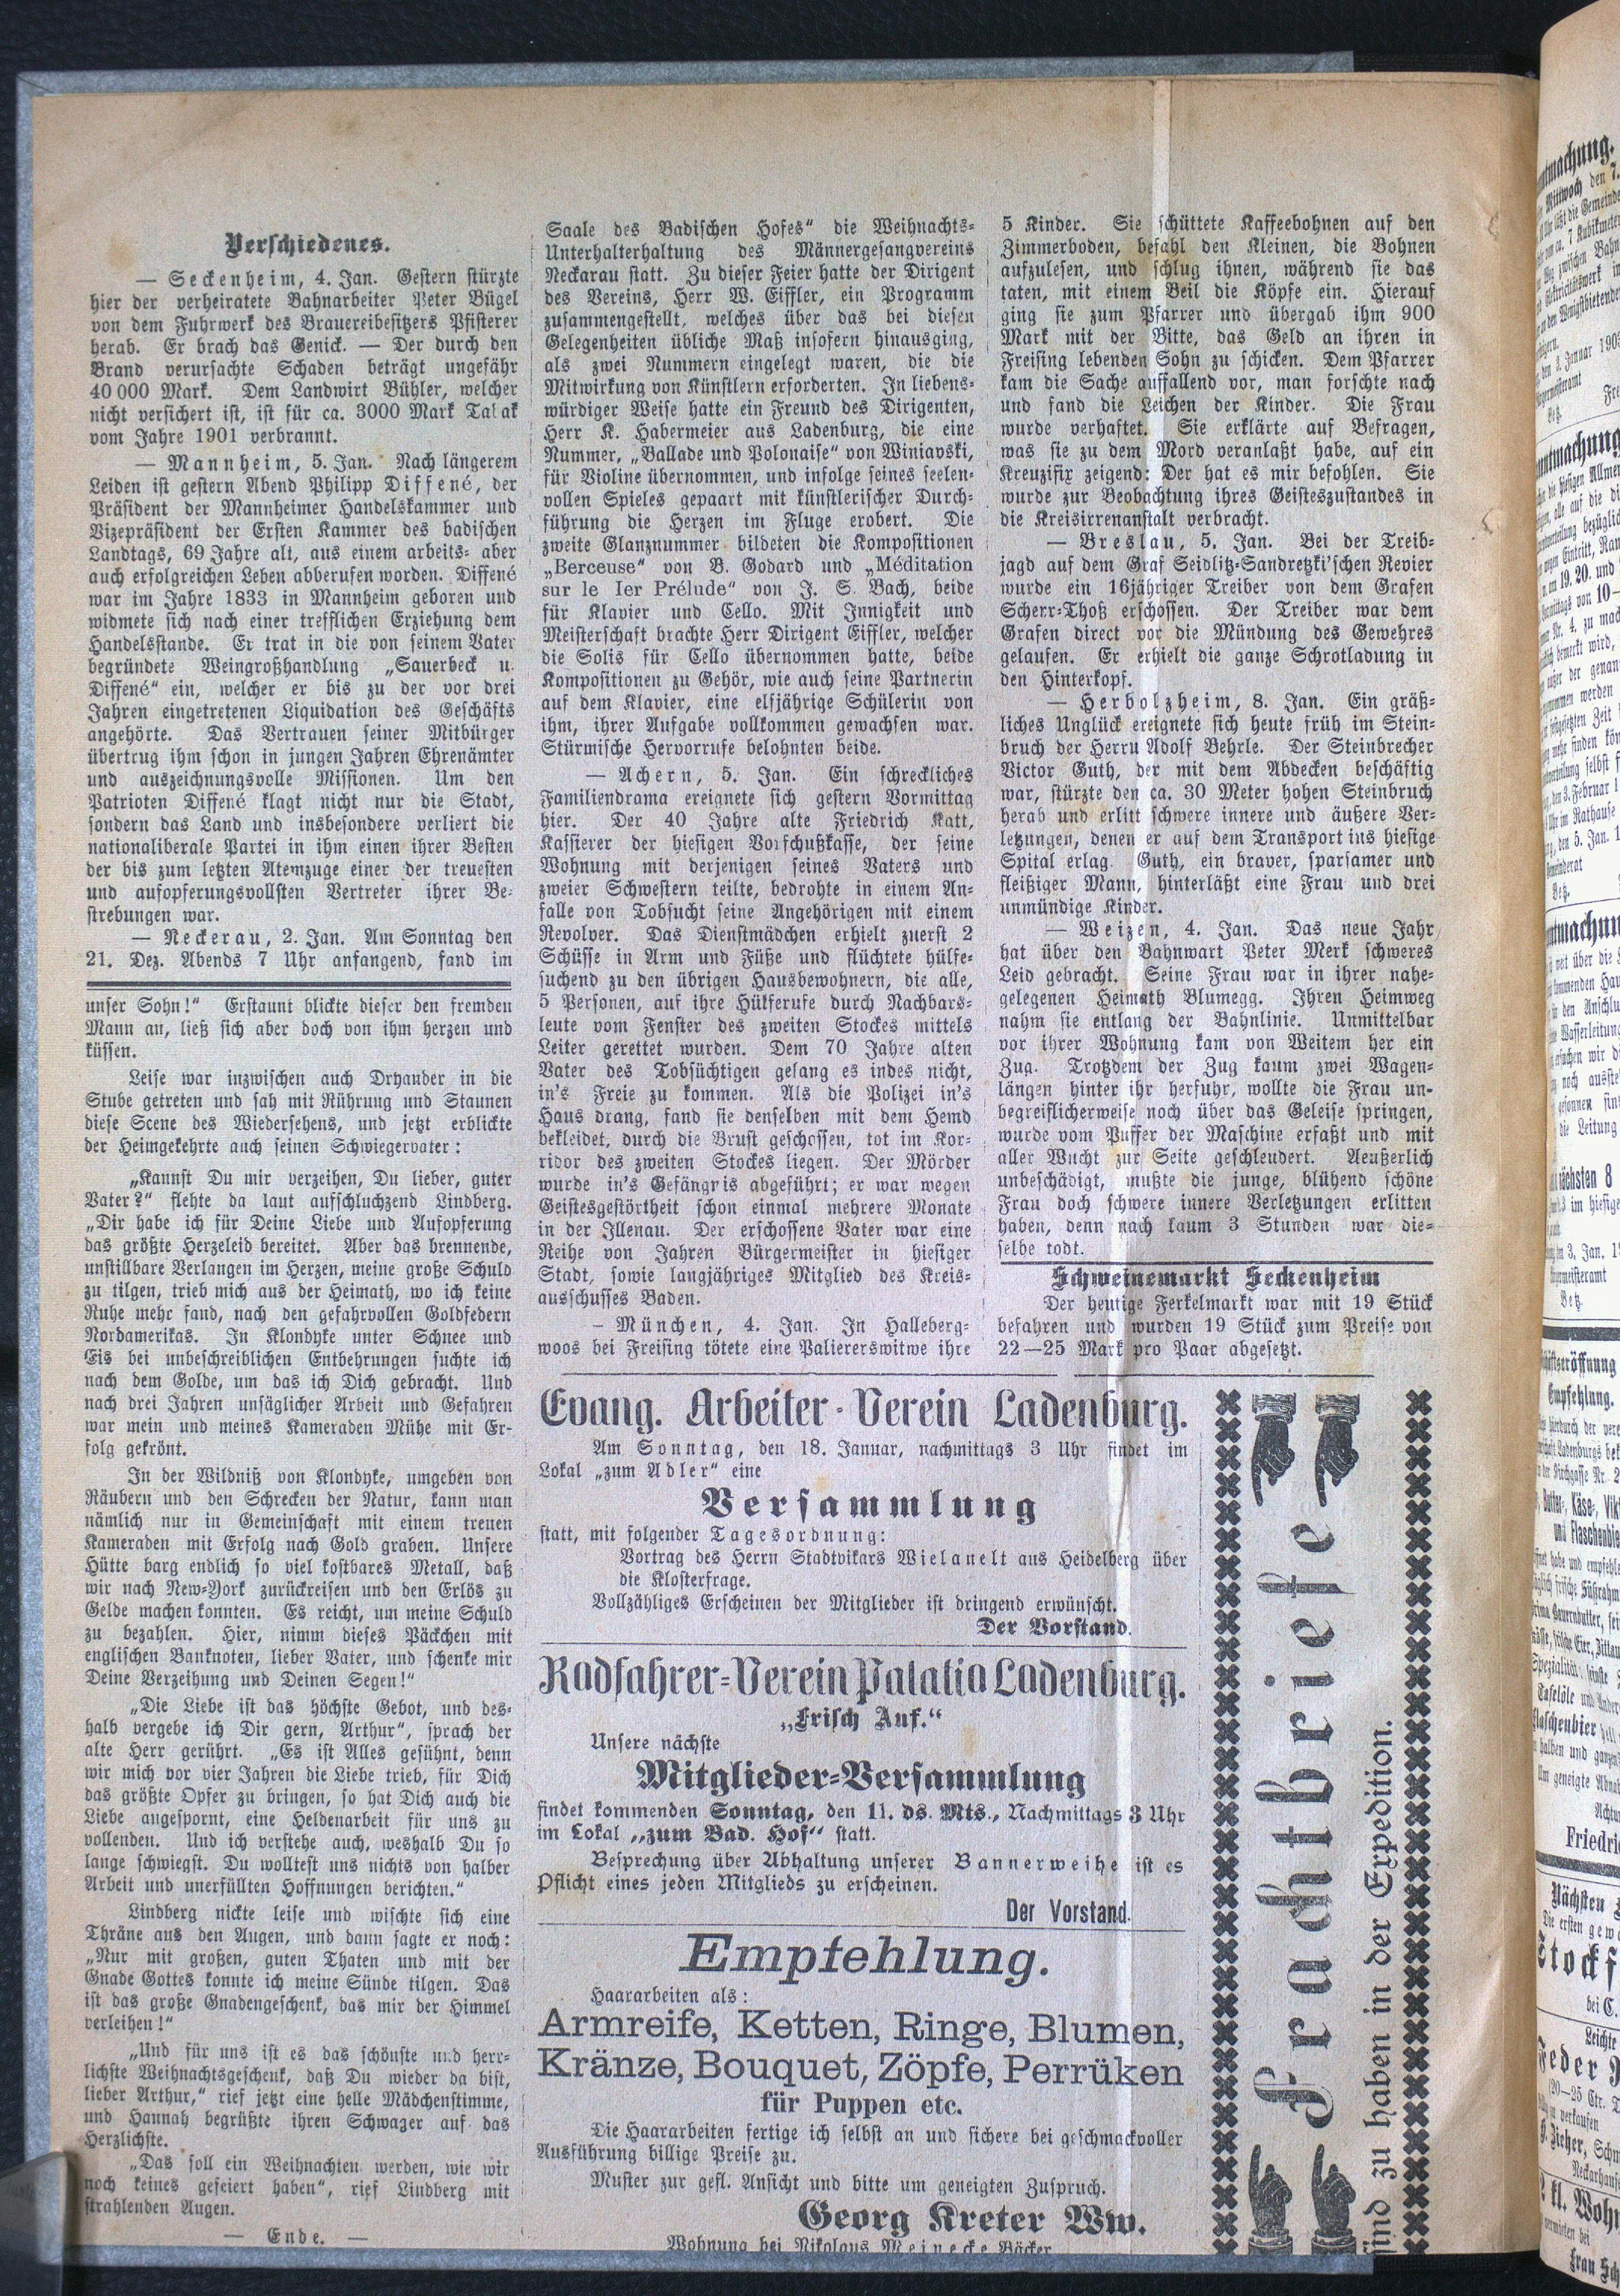 Verschiedenes.
— Seckenheim, 4. Jan. Gestern stürzte
hier der verheiratete Bahnarbeiter Peter Bügel
von dem Fuhrwerk des Brauereibesitzers Pfisterer
herab. Er brach das Genick. — Der durch den
Brand verursachte Schaden beträgt ungefähr
40 000 Mark. Dem Landwirt Bühler, welcher
nicht versichert ist, ist für ca. 3000 Mark Tabak
vom Jahre 1901 verbrannt.
— Mannheim, 5. Jan. Nach längerem
Leiden ist gestern Abend Philipp Diffené, der
Präsident der Mannheimer Handelskammer und
Vizepräsident der Ersten Kammer des badischen
Landtags, 69 Jahre alt, aus einem arbeits- aber
auch erfolgreichen Leben abberufen worden. Diffené
war im Jahre 1833 in Mannheim geboren und
widmete sich nach einer trefflichen Erziehung dem
Handelsstande. Er trat in die von seinem Vater
begründete Weingroßhandlung „Sauerbeck u.
Diffené“ ein, welcher er bis zu der vor drei
Jahren eingetretenen Liquidation des Geschäfts
angehörte. Das Vertrauen seiner Mitbürger
übertrug ihm schon in jungen Jahren Ehrenämter
und auszeichnungsvolle Missionen. Um den
Patrioten Diffené klagt nicht nur die Stadt,
sondern das Land und insbesondere verliert die
nationaliberale Partei in ihm einen ihrer Besten
der bis zum letzten Atemzuge einer der treuesten
und aufopferungsvollsten Vertreter ihrer Be-
strebungen war.
— Neckerau, 2. Jan. Am Sonntag den
21. Dez. Abends 7 Uhr anfangend, fand im
unser Sohn!“ Erstaunt blickte dieser den fremden
Mann an, ließ sich aber doch von ihm herzen und
küssen.
Leise war inzwischen auch Dryander in die
Stube getreten und sah mit Rührung und Staunen
diese Scene des Wiedersehens, und jetzt erblickte
der Heimgekehrte auch seinen Schwiegervater:
„Kannst Du mir verzeihen, Du lieber, guter
Vater?“ flehte da laut aufschluchzend Lindberg.
„Dir habe ich für Deine Liebe und Aufopferung
das größte Herzeleid bereitet. Aber das brennende,
unstillbare Verlangen im Herzen, meine große Schuld
zu tilgen, trieb mich aus der Heimath, wo ich keine
Ruhe mehr fand, nach den gefahrvollen Goldfedern
Nordamerikas. In Klondyke unter Schnee und
Eis bei unbeschreiblichen Entbehrungen suchte ich
nach dem Golde, um das ich Dich gebracht. Und
nach drei Jahren unsäglicher Arbeit und Gefahren
war mein und meines Kameraden Mühe mit Er-
folg gekrönt.
In der Wildniß von Klondyke, umgeben von
Räubern und den Schrecken der Natur, kann man
nämlich nur in Gemeinschaft mit einem treuen
Kameraden mit Erfolg nach Gold graben. Unsere
Hütte barg endlich so viel kostbares Metall, daß
wir nach New-York zurückreisen und den Erlös zu
Gelde machen konnten. Es reicht, um meine Schuld
zu bezahlen. Hier, nimm dieses Päckchen mit
englischen Banknoten, lieber Vater, und schenke mir
Deine Verzeihung und Deinen Segen!“
„Die Liebe ist das höchste Gebot, und des-
halb vergebe ich Dir gern, Arthur“, sprach der
alte Herr gerührt. „Es ist Alles gesühnt, denn
wir mich vor vier Jahren die Liebe trieb, für Dich
das größte Opfer zu bringen, so hat Dich auch die
Liebe angespornt, eine Heldenarbeit für uns zu
vollenden. Und ich verstehe auch, weshalb Du so
lange schwiegst. Du wolltest uns nichts von halber
Arbeit und unerfüllten Hoffnungen berichten.“
Lindberg nickte leise und wischte sich eine
Thräne aus den Augen, und dann sagte er noch:
„Nur mit großen, guten Thaten und mit der
Gnade Gottes konnte ich meine Sünde tilgen. Das
ist das große Gnadengeschenk, das mir der Himmel
verleihen!“
„Und für uns ist es das schönste und herr-
lichste Weihnachtsgeschenk, daß Du wieder da bist,
lieber Arthur,“ rief jetzt eine helle Mädchenstimme,
und Hannah begrüßte ihren Schwager auf das
Herzlichste.
„Das soll ein Weihnachten werden, wie wir
noch keines gefeiert haben“, rief Lindberg mit
strahlenden Augen.
— Ende. —
Saale des Badischen Hofes“ die Weihnachts-
Unterhalterhaltung des Männergesangvereins
Neckarau statt. Zu dieser Feier hatte der Dirigent
des Vereins, Herr W. Eiffler, ein Programm
zusammengestellt, welches über das bei diesen
Gelegenheiten übliche Maß insofern hinausging,
als zwei Nummern eingelegt waren, die die
Mitwirkung von Künstlern erforderten. In liebens-
würdiger Weise hatte ein Freund des Dirigenten,
Herr K. Habermeier aus Ladenburg, die eine
Nummer, „Ballade und Polonaise“ von Winiavski,
für Violine übernommen, und infolge seines seelen-
vollen Spieles gepaart mit künstlerischer Durch-
führung die Herzen im Fluge erobert. Die
zweite Glanznummer bildeten die Kompositionen
„Berceuse“ von B. Godard und „Méditation
sur le Ier Prélude“ von J. S. Bach, beide
für Klavier und Cello. Mit Innigkeit und
Meisterschaft brachte Herr Dirigent Eiffler, welcher
die Solis für Cello übernommen hatte, beide
Kompositionen zu Gehör, wie auch seine Partnerin
auf dem Klavier, eine elfjährige Schülerin von
ihm, ihrer Aufgabe vollkommen gewachsen war.
Stürmische Hervorrufe belohnten beide.
— Achern, 5. Jan. Ein schreckliches
Familiendrama ereignete sich gestern Vormittag
hier. Der 40 Jahre alte Friedrich Katt,
Kassierer der hiesigen Vorschußkasse, der seine
Wohnung mit derjenigen seines Vaters und
zweier Schwestern teilte, bedrohte in einem An-
falle von Tobsucht seine Angehörigen mit einem
Revolver. Das Dienstmädchen erhielt zuerst 2
Schüsse in Arm und Füße und flüchtete hülfe-
suchend zu den übrigen Hausbewohnern, die alle,
5 Personen, auf ihre Hülferufe durch Nachbars-
leute vom Fenster des zweiten Stockes mittels
Leiter gerettet wurden. Dem 70 Jahre alten
Vater des Tobsüchtigen gelang es indes nicht,
in's Freie zu kommen. Als die Polizei in's
Haus drang, fand sie denselben mit dem Hemd
bekleidet, durch die Brust geschossen, tot im Kor-
ridor des zweiten Stockes liegen. Der Mörder
wurde in's Gefängnis abgeführt; er war wegen
Geistesgestörtheit schon einmal mehrere Monate
in der Illenau. Der erschossene Vater war eine
Reihe von Jahren Bürgermeister in hiesiger
Stadt, sowie langjähriges Mitglied des Kreis-
ausschusses Baden.
– München, 4. Jan. In Halleberg-
woos bei Freising tötete eine Paliererswitwe ihre
5 Kinder. Sie schüttete Kaffeebohnen auf den
Zimmerboden, befahl den Kleinen, die Bohnen
aufzulesen, und schlug ihnen, während sie das
taten, mit einem Beil die Köpfe ein. Hierauf
ging sie zum Pfarrer und übergab ihm 900
Mark mit der Bitte, das Geld an ihren in
Freising lebenden Sohn zu schicken. Dem Pfarrer
kam die Sache auffallend vor, man forschte nach
und fand die Leichen der Kinder. Die Frau
wurde verhaftet. Sie erklärte auf Befragen,
was sie zu dem Mord veranlaßt habe, auf ein
Kreuzifix zeigend: Der hat es mir befohlen. Sie
wurde zur Beobachtung ihres Geisteszustandes in
die Kreisirrenanstalt verbracht.
— Breslau, 5. Jan. Bei der Treib-
jagd auf dem Graf Seidlitz-Sandretzki'schen Revier
wurde ein 16jähriger Treiber von dem Grafen
Scherr-Thoß erschossen. Der Treiber war dem
Grafen direct vor die Mündung des Gewehres
gelaufen. Er erhielt die ganze Schrotladung in
den Hinterkopf.
— Herbolzheim, 8. Jan. Ein gräß-
liches Unglück ereignete sich heute früh im Stein-
bruch der Herrn Adolf Behrle. Der Steinbrecher
Victor Guth, der mit dem Abdecken beschäftig
war, stürzte den ca. 30 Meter hohen Steinbruch
herab und erlitt schwere innere und äußere Ver-
letzungen, denen er auf dem Transport ins hiesige
Spital erlag. Guth, ein braver, sparsamer und
fleißiger Mann, hinterläßt eine Frau und drei
unmündige Kinder.
— Weizen, 4. Jan. Das neue Jahr
hat über den Bahnwart Peter Merk schweres
Leid gebracht. Seine Frau war in ihrer nahe-
gelegenen Heimath Blumegg. Ihren Heimweg
nahm sie entlang der Bahnlinie. Unmittelbar
vor ihrer Wohnung kam von Weitem her ein
Zug. Trotzdem der Zug kaum zwei Wagen-
längen hinter ihr herfuhr, wollte die Frau un-
begreiflicherweise noch über das Geleise springen,
wurde vom Puffer der Maschine erfaßt und mit
aller Wucht zur Seite geschleudert. Aeußerlich
unbeschädigt, mußte die junge, blühend schöne
Frau doch schwere innere Verletzungen erlitten
haben, denn nach kaum 3 Stunden war die-
selbe todt.
Schweinemarkt Seckenheim
Der heutige Ferkelmarkt war mit 19 Stück
befahren und wurden 19 Stück zum Preise von
22—25 Mark pro Paar abgesetzt.
Evang. Arbeiter-Verein Ladenburg.
Am Sonntag, den 18. Januar, nachmittags 3 Uhr findet im
Lokal „zum Adler“ eine
Versammlung
statt, mit folgender Tagesordnung:
Vortrag des Herrn Stadtvikars Wielanelt aus Heidelberg über
die Klosterfrage.
Vollzähliges Erscheinen der Mitglieder ist dringend erwünscht.
Der Vorstand.
Radfahrer-Verein Palatia Ladenburg.
„Frisch Auf.“
Unsere nächste
Mitglieder-Versammlung
findet kommenden Sonntag, den 11. ds. Mts., Nachmittags 3 Uhr
im Lokal „zum Bad. Hof“ statt.
Besprechung über Abhaltung unserer Bannerweihe ist es
Pflicht eines jeden Mitglieds zu erscheinen.
Der Vorstand.
Empfehlung.
Haararbeiten als:
Armreife, Ketten, Ringe, Blumen,
Kränze, Bouquet, Zöpfe, Perrüken
für Puppen etc.
Die Haararbeiten fertige ich selbst an und sichere bei geschmackvoller
Ausführung billige Preise zu.
Muster zur gefl. Ansicht und bitte um geneigten Zuspruch.
Georg Kreter Ww.
Wohnung bei Nikolaus Meinecke Bäcker
Frachtbriefe
sind zu haben in der Expedition.